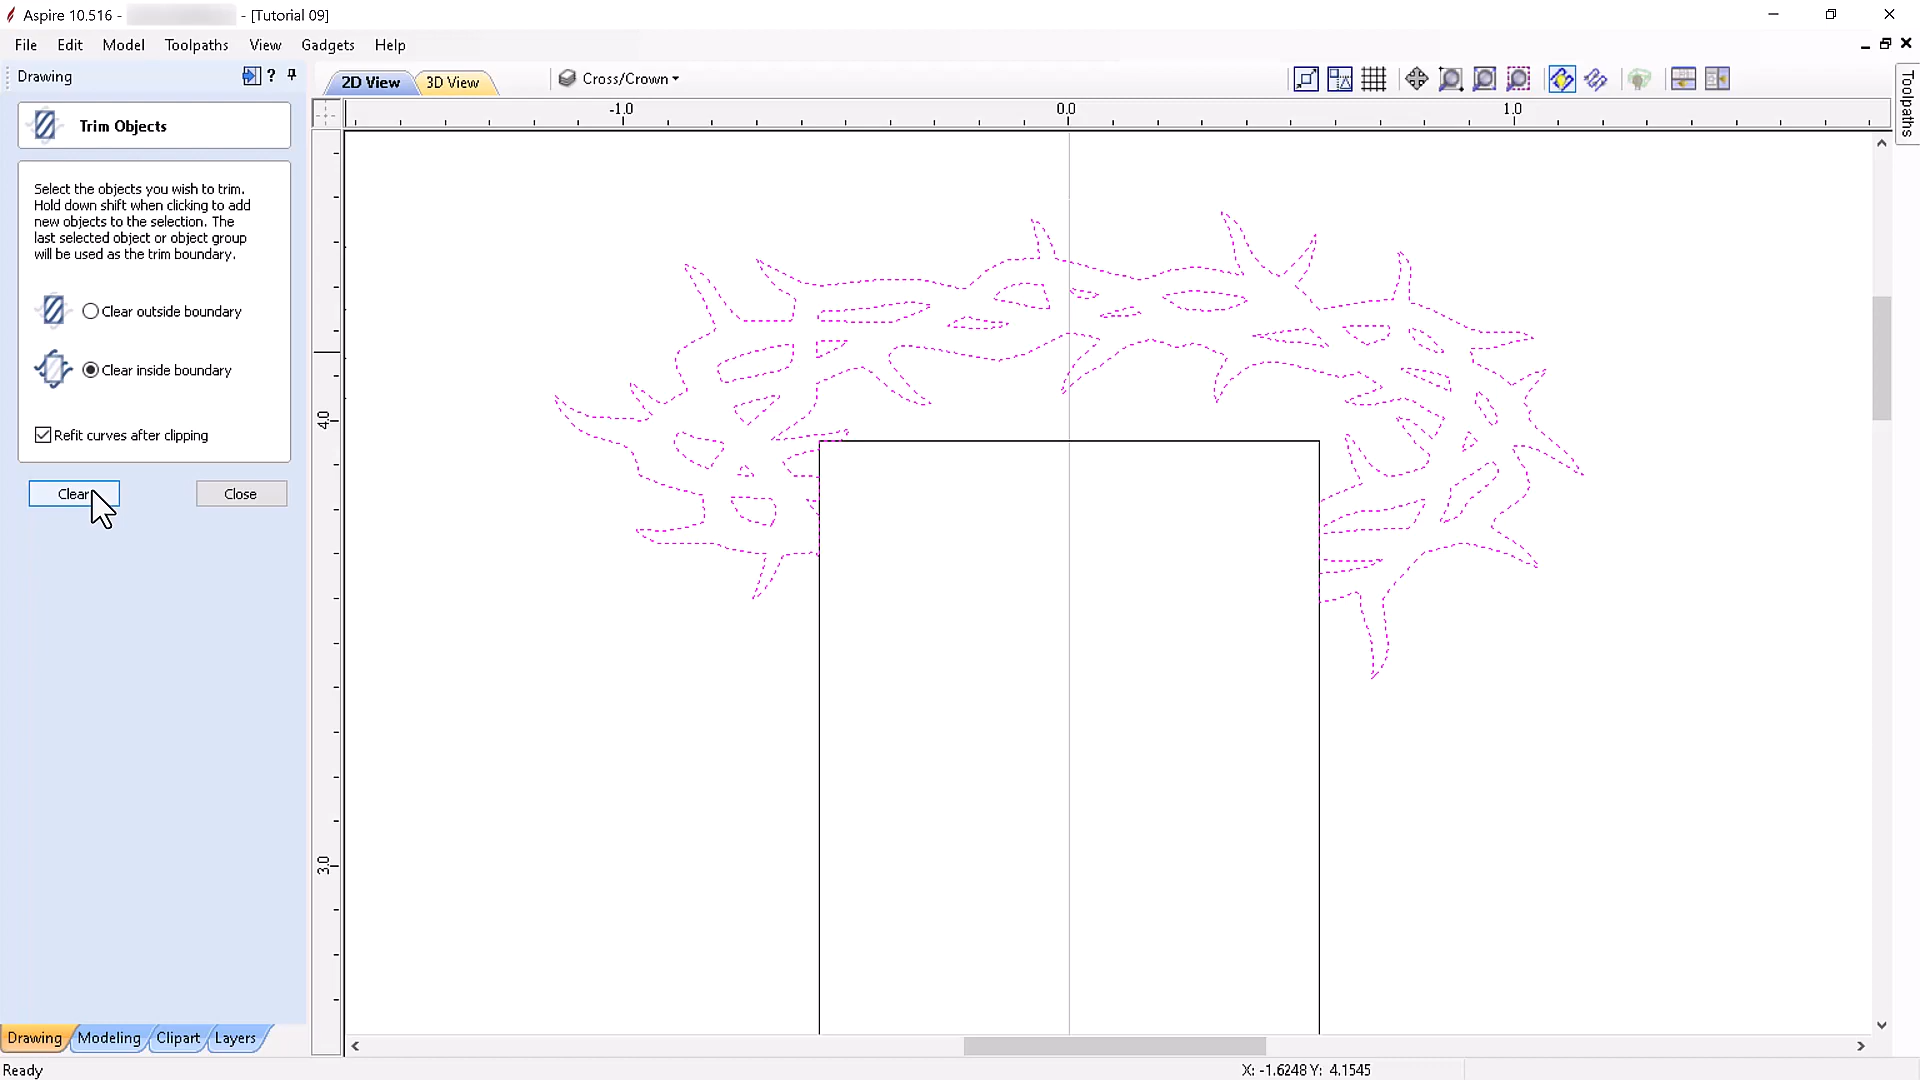 Aspire 10.516 - - [Tutorial 09]
File Edit Model Toolpaths View Gadgets Help
Drawing ?
2D View 3D View Cross/Crown
Toolpaths
Trim Objects
-1.0 0.0 1.0
Select the objects you wish to trim.
Hold down shift when clicking to add
new objects to the selection. The
last selected object or object group
will be used as the trim boundary.
Clear outside boundary
Clear inside boundary
Refit curves after clipping
Clear Close
4.0
3.0
Drawing Modeling Clipart Layers
Ready X: -1.6248 Y: 4.1545